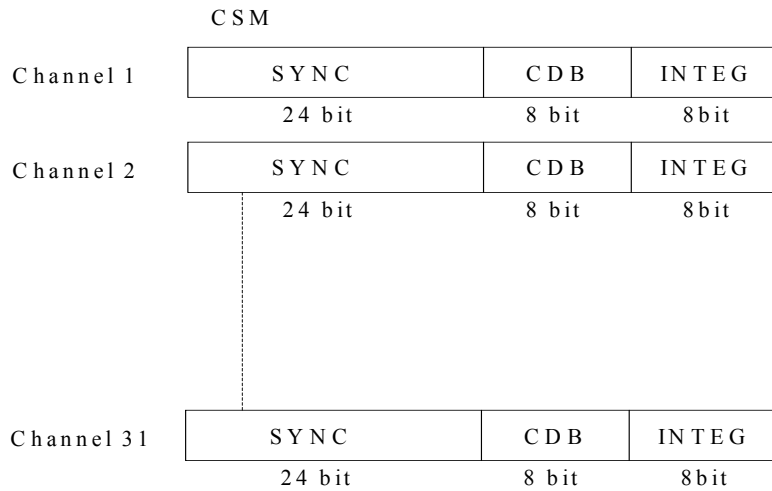 CSM
Channel 1 SYNC CDB INTEG
24 bit 8 bit 8bit
Channel 2 SYNC CDB INTEG
24 bit 8 bit 8bit
Channel 31 SYNC CDB INTEG
24 bit 8 bit 8bit